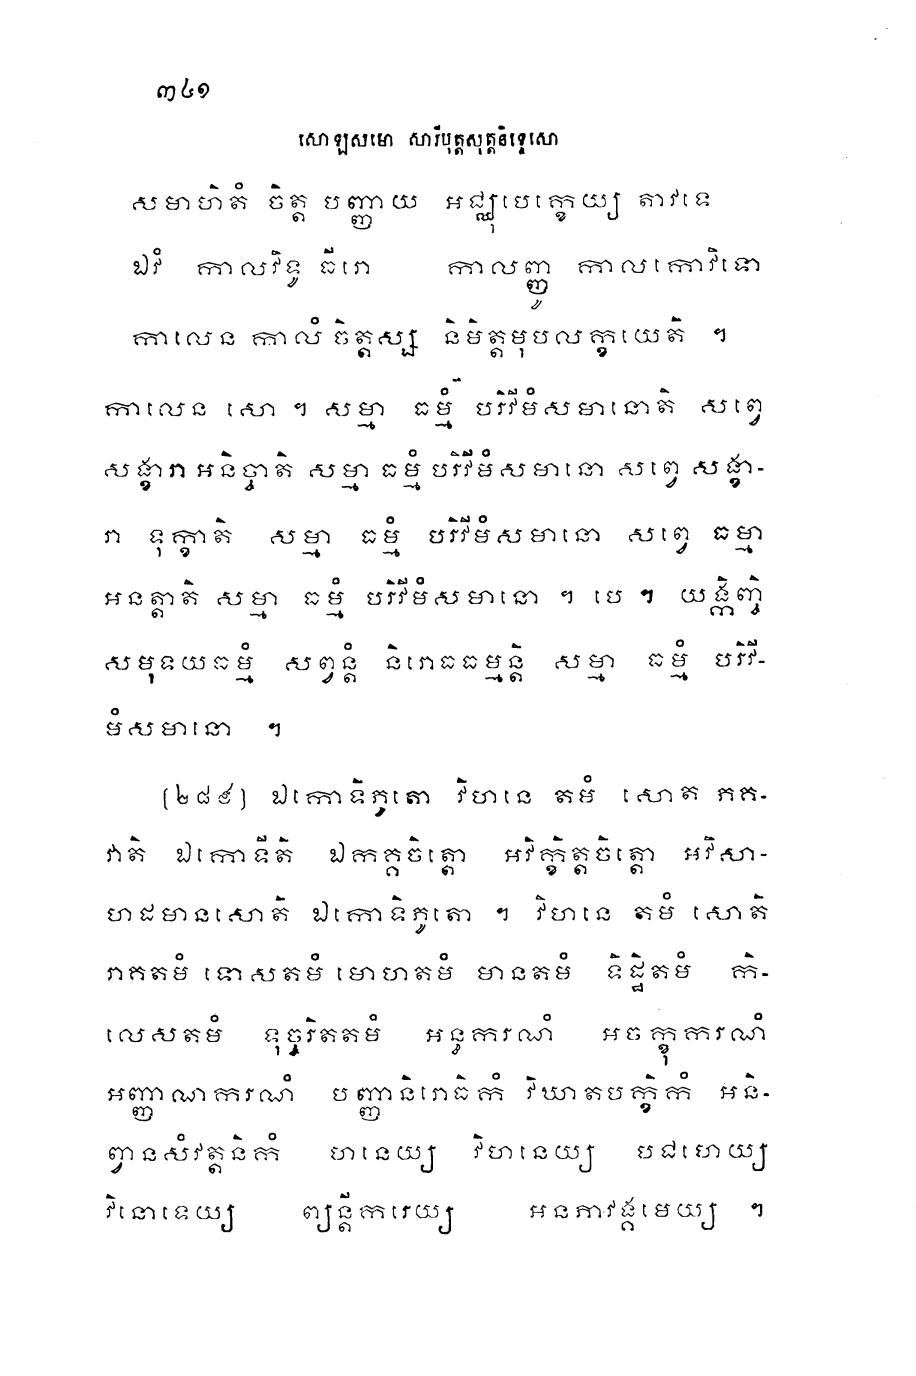 ៣៤១
សោឡសមោ សារីបុត្តសុត្តនិទ្ទេសោ
សមាហិតំ ចិត្ត បញ្ញាយ អជ្ឈុបេក្ខេយ្យ តាវទេ
ឯវំ កាលវិទូ ធីរោ កាលញ្ញូ កាលកោវិទោ
កាលេន កាលំ ចិត្តស្ស និមិត្តមុបលក្ខយេតិ ។
កាលេន សោ ។ សម្មា ធម្មំ បរិវីមំសមានោតិ សព្វេ
សង្ខារា អនិច្ចាតិ សម្មា ធម្មំ បរិវីមំសមានោ សព្វេ សង្ខា-
រា ទុក្ខាតិ សម្មា ធម្មំ បរិវីមំសមានោ សព្វេ ធម្មា
អនត្តាតិ សម្មា ធម្មំ បរិវីមំសមានោ ។ បេ ។ យង្កិញ្ចិ
សមុទយធម្មំ សព្វន្តំ និរោធធម្មន្តិ សម្មា ធម្មំ បរិវី-
មំសមានោ ។
(២៨៩) ឯកោទិភូតោ វិហនេ តមំ សោត ភគ-
វាតិ ឯកោទីតិ ឯកគ្គចិត្តោ អវិក្ខិត្តចិត្តោ អវិសា-
ហដមានសោតិ ឯកោទិភូតោ ។ វិហនេ តមំ សោតិ
រាគតមំ ទោសតមំ មោហតមំ មានតមំ ទិដ្ឋិតមំ កិ-
លេសតមំ ទុច្ចរិតតមំ អន្ធករណំ អចក្ខុករណំ
អញ្ញាណករណំ បញ្ញានិរោធិកំ វិឃាតបក្ខិកំ អនិ-
ព្វានសំវត្តនិកំ ហនេយ្យ វិហនេយ្យ បជហេយ្យ
វិនោទេយ្យ ព្យន្តីករេយ្យ អនភាវង្គមេយ្យ ។